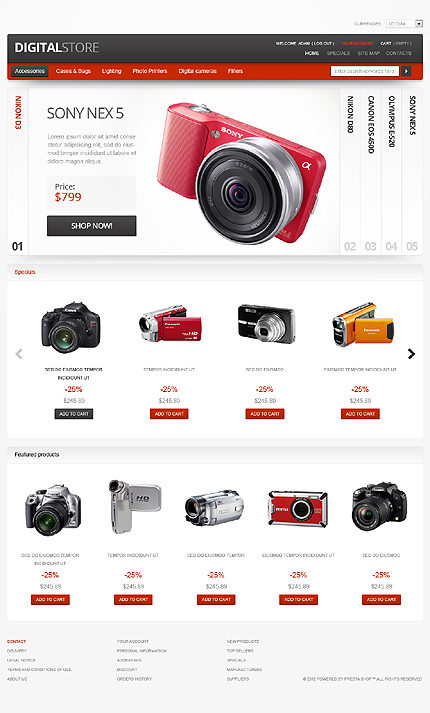 CURRENCIES: US Dollar
DIGITALSTORE
WELCOME ADAM ( LOG OUT ) YOUR ACCOUNT CART ( EMPTY )
HOME SPECIALS SITE MAP CONTACTS
Accessories Cases & Bags Lighting Photo Printers Digital cameras Filters
Enter search keywords here
NIKON D3
01
SONY NEX 5
Lorem ipsum dolor sit amet conse
ctetur adipisicing elit, sed do eius-
mod tempor incididunt ut labore et
dolore magna aliqua.
Price:
$799
SHOP NOW!
SONY
NIKON D80
02
CANON EOS 450D
03
OLYMPUS E-520
04
SONY NEX 5
05
Specials
SED DO EIUSMOD TEMPOR
INCIDIDUNT UT
-25%
$245.89
ADD TO CART
TEMPOR INCIDIDUNT UT
-25%
$245.89
ADD TO CART
SED DO EIUSMOD
-25%
$245.89
ADD TO CART
EIUSMOD TEMPOR INCIDIDUNT UT
-25%
$245.89
ADD TO CART
Featured products
SED DO EIUSMOD TEMPOR
INCIDIDUNT UT
-25%
$245.89
ADD TO CART
HD
TEMPOR INCIDIDUNT UT
-25%
$245.89
ADD TO CART
SED DO EIUSMOD TEMPOR
-25%
$245.89
ADD TO CART
PENTAX
EIUSMOD TEMPOR INCIDIDUNT UT
-25%
$245.89
ADD TO CART
SED DO EIUSMOD
-25%
$245.89
ADD TO CART
CONTACT
DELIVERY
LEGAL NOTICE
TERMS AND CONDITIONS OF USE
ABOUT US
YOUR ACCOUNT
PERSONAL INFORMATION
ADDRESSES
DISCOUNT
ORDERS HISTORY
NEW PRODUCTS
TOP SELLERS
SPECIALS
MANUFACTURERS
SUPPLIERS
© 2012 POWERED BY PRESTA SHOP™ ALL RIGHTS RESERVED